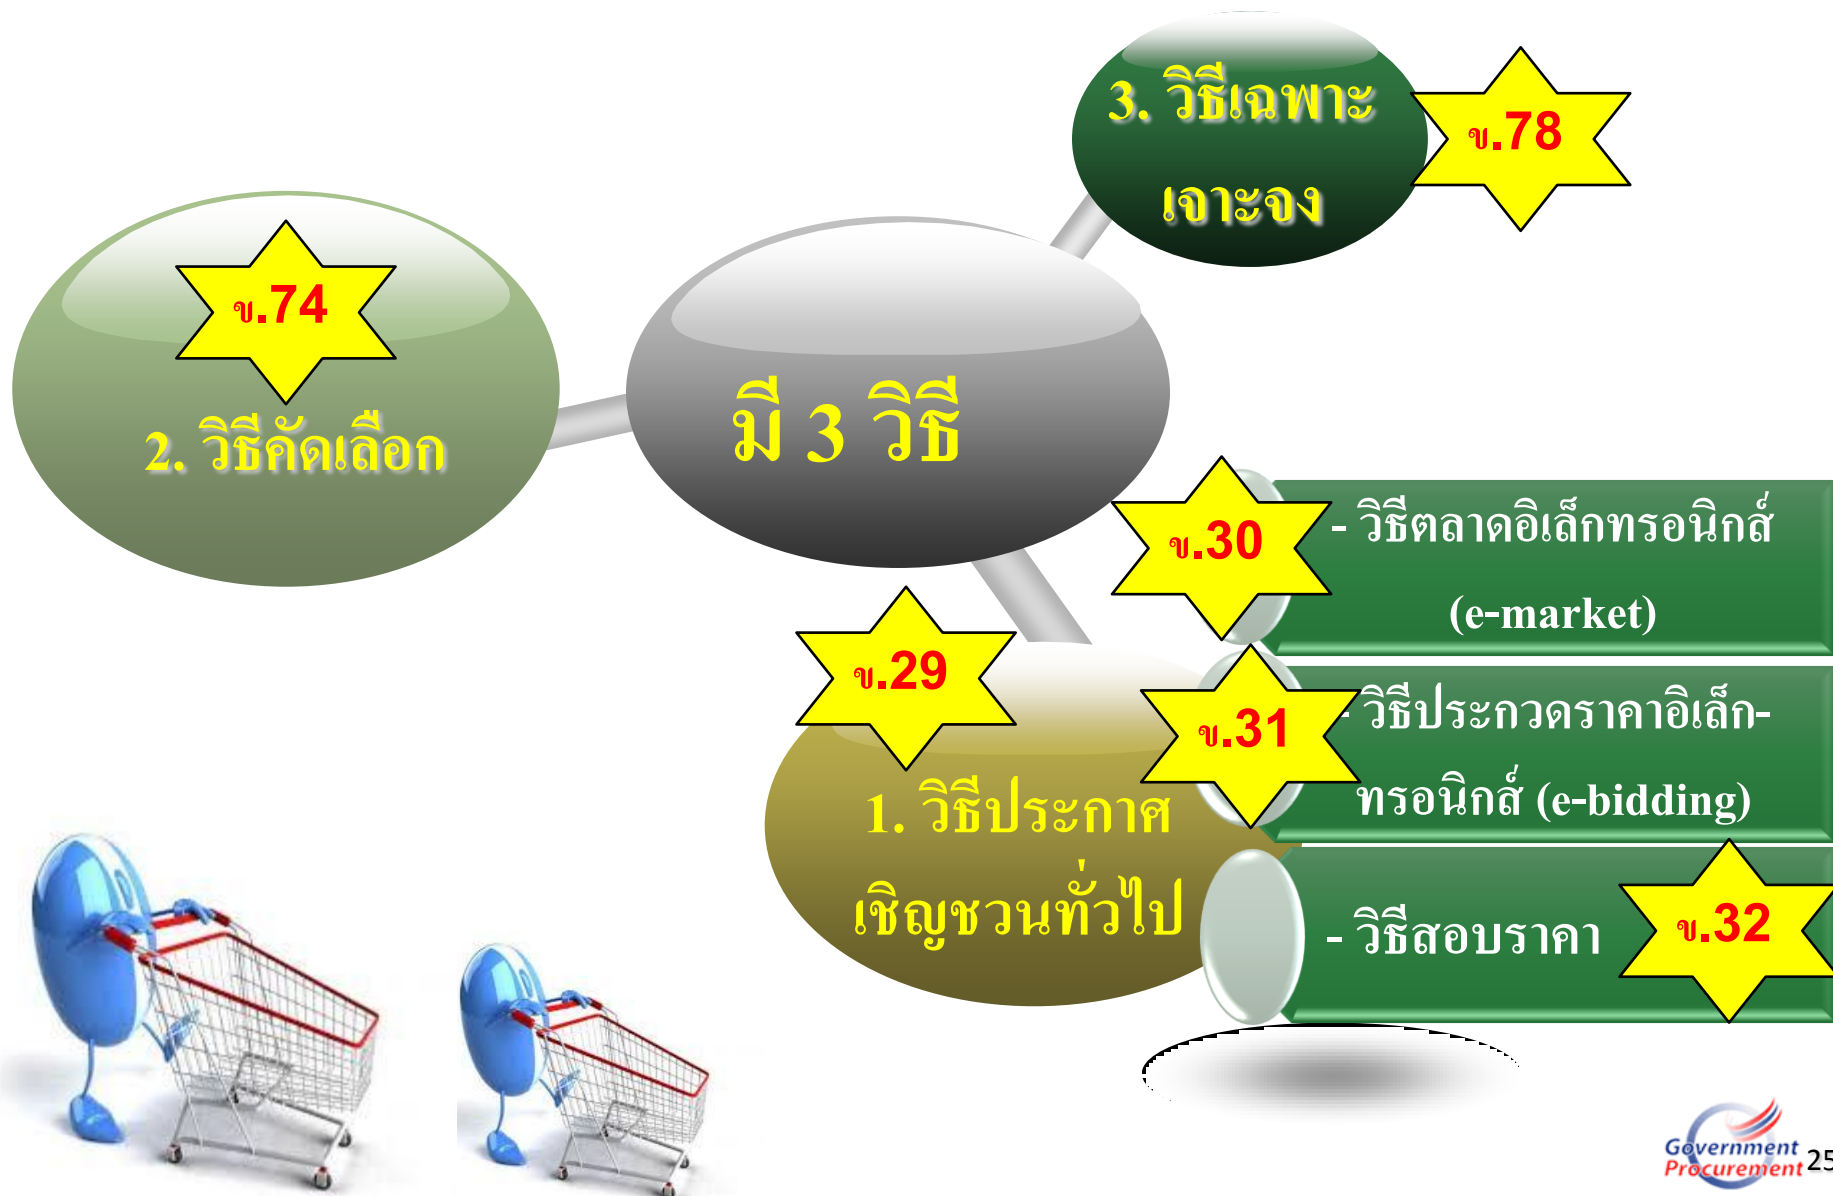 3. วิธีเฉพาะ
เจาะจง
ข.78
ข.74
2. วิธีคัดเลือก
มี 3 วิธี
ข.30
- วิธีตลาดอิเล็กทรอนิกส์
(e-market)
ข.29
1. วิธีประกาศ
เชิญชวนทั่วไป
ข.31
- วิธีประกวดราคาอิเล็ก-
ทรอนิกส์ (e-bidding)
- วิธีสอบราคา
ข.32
Government
Procurement
25